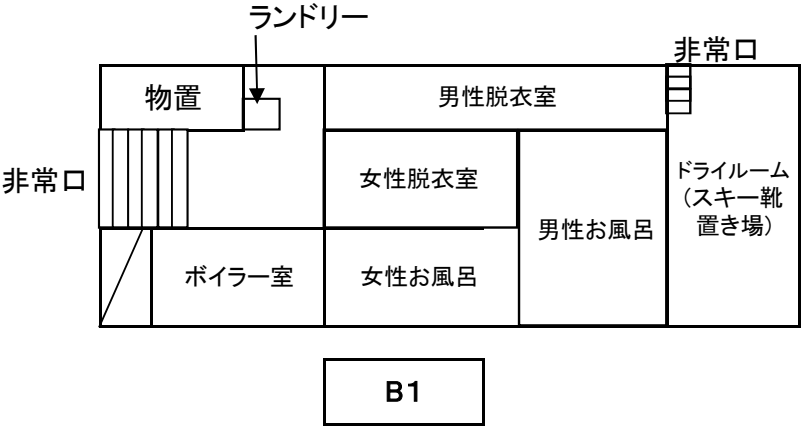 ランドリー
非常口
物置
男性脱衣室
非常口
女性脱衣室
ドライルーム
（スキー靴
置き場）
男性お風呂
ボイラー室
女性お風呂
B1